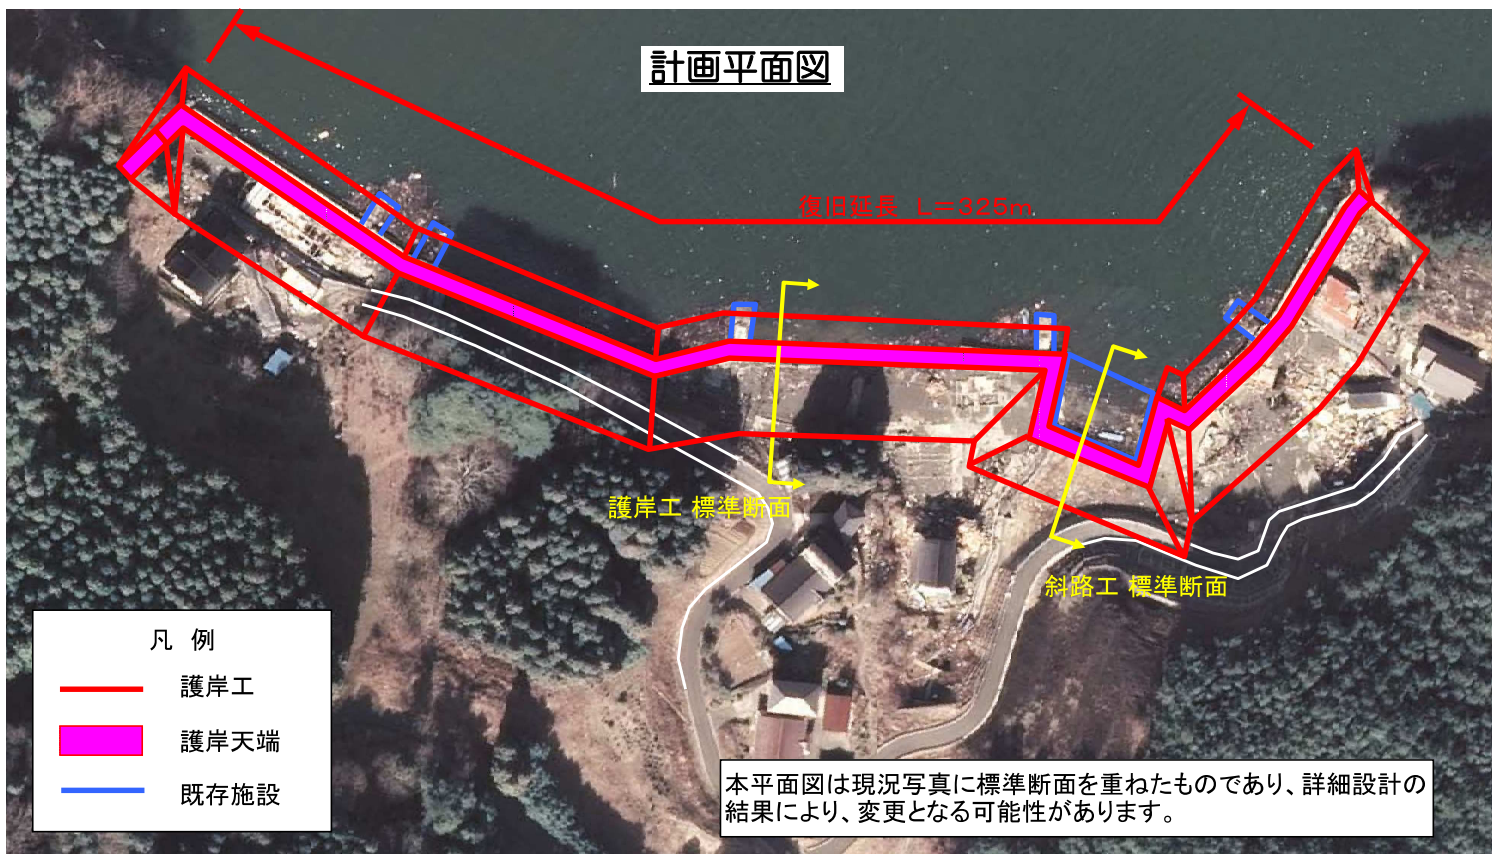 計画平面図
復旧延長 L=325m
護岸工 標準断面
斜路工 標準断面
凡 例
護岸工
護岸天端
既存施設
本平面図は現況写真に標準断面を重ねたものであり、詳細設計の
結果により、変更となる可能性があります。